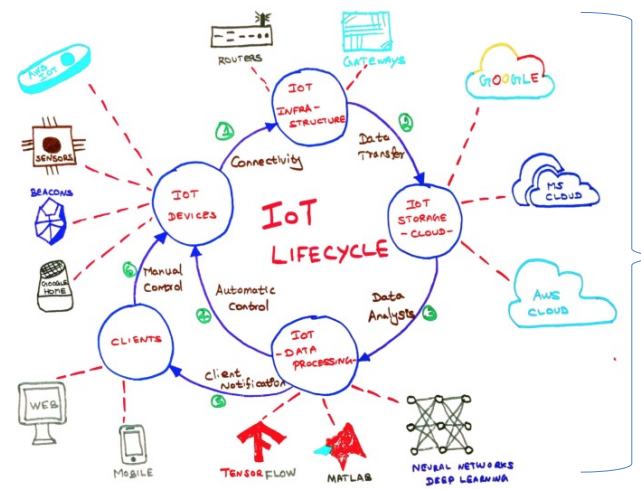 AWS
IOT
ROUTERS
GATEWAYS
GOOGLE
IOT
INFRA-
STRUCTURE
1
2
Connectivity
Data
Transfer
SENSORS
BEACONS
IOT
DEVICES
IOT
LIFECYCLE
IOT
STORAGE
-CLOUD-
MS
CLOUD
GOOGLE
HOME
6
Manual
Control
Automatic
Control
4
Data
Analysis
AWS
CLOUD
CLIENTS
IOT
-DATA
PROCESSING-
Client
Notification
5
WEB
MOBILE
TENSORFLOW
MATLAB
NEURAL NETWORKS
DEEP LEARNING